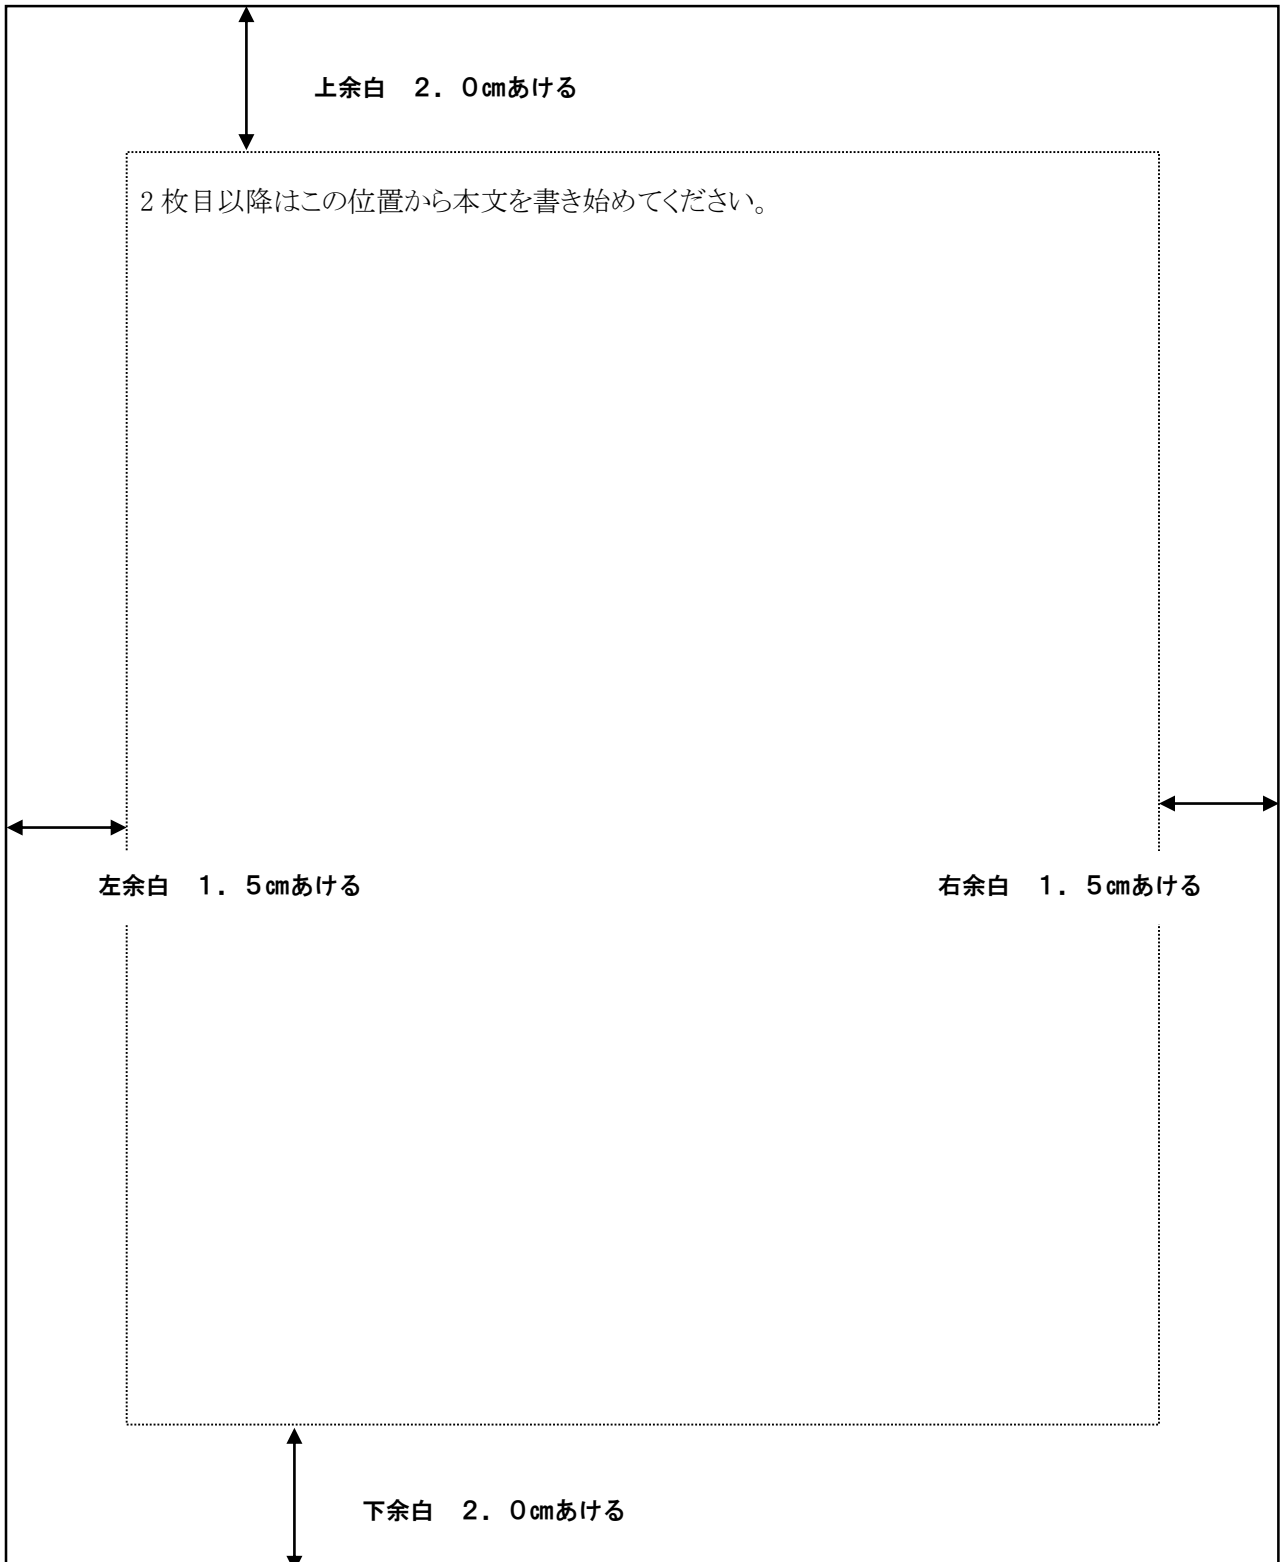 上余白　２．０㎝あける
2 枚目以降はこの位置から本文を書き始めてください。
左余白　１．５㎝あける
右余白　１．５㎝あける
下余白　２．０㎝あける